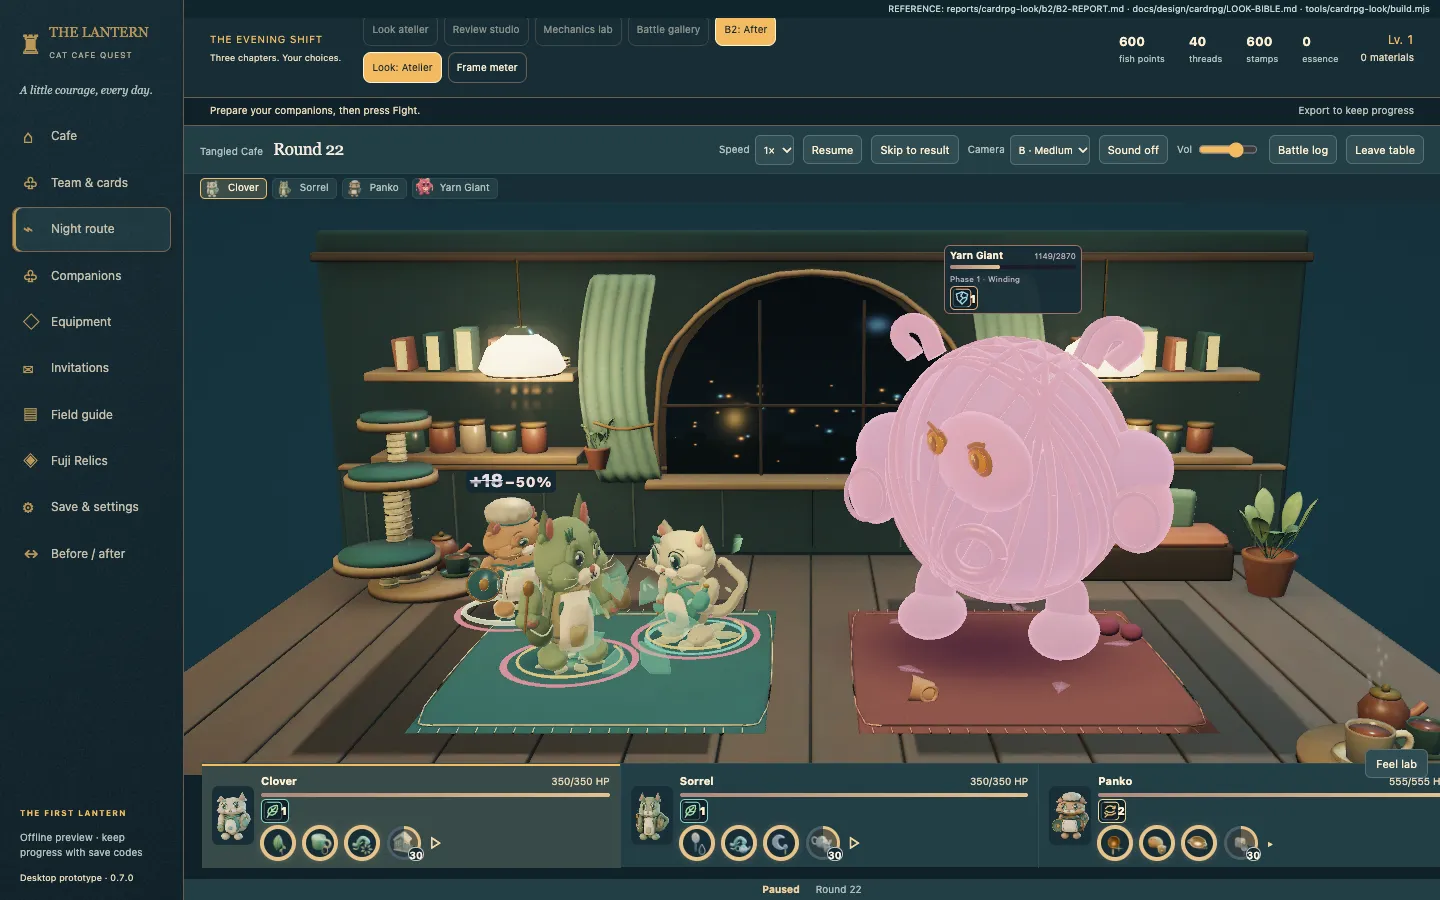 REFERENCE: reports/cardrpg-look/b2/B2-REPORT.md · docs/design/cardrpg/LOOK-BIBLE.md · tools/cardrpg-look/build.mjs
THE LANTERN
CAT CAFE QUEST
A little courage, every day.
Cafe
Team & cards
Night route
Companions
Equipment
Invitations
Field guide
Fuji Relics
Save & settings
Before / after
THE FIRST LANTERN
Offline preview · keep
progress with save codes
Desktop prototype · 0.7.0
THE EVENING SHIFT
Three chapters. Your choices.
Look atelier
Review studio
Mechanics lab
Battle gallery
B2: After
Look: Atelier
Frame meter
600
fish points
40
threads
600
stamps
0
essence
Lv. 1
0 materials
Prepare your companions, then press Fight.
Export to keep progress
Tangled Cafe Round 22
Speed 1x
Resume
Skip to result
Camera B · Medium
Sound off
Vol
Battle log
Leave table
Clover
Sorrel
Panko
Yarn Giant
Yarn Giant 1149/2870
Phase 1 · Winding
1
+18 -50%
Feel lab
Clover 350/350 HP
1
30
Sorrel 350/350 HP
1
30
Panko 555/555 H
2
30
Paused Round 22